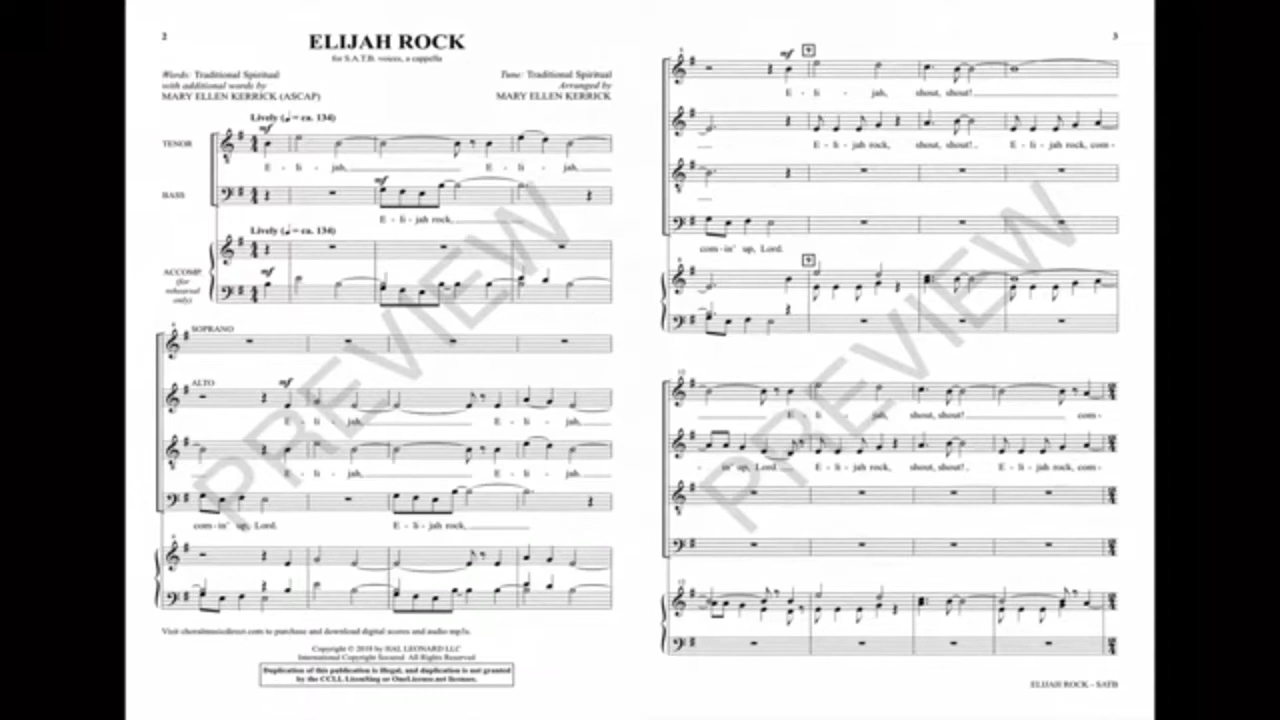 2
ELIJAH ROCK
for S.A.T.B. voices, a cappella
Words: Traditional Spiritual
with additional words by
MARY ELLEN KERRICK (ASCAP)
Tune: Traditional Spiritual
Arranged by
MARY ELLEN KERRICK
Lively (♩ = ca. 134)
mf
TENOR
E - li - jah, E - li - jah,
mf
BASS
E - li - jah rock,
Lively (♩ = ca. 134)
mf
ACCOMP.
(for
rehearsal
only)
SOPRANO
ALTO
mf
E - li - jah, E - li - jah,
E - li - jah, E - li - jah,
com - in' up, Lord. E - li - jah rock,
Visit choralmusicdirect.com to purchase and download digital scores and audio mp3s.
Copyright © 2018 by HAL LEONARD LLC
International Copyright Secured All Rights Reserved
Duplication of this publication is illegal, and duplication is not granted
by the CCLI, LicenSing or OneLicense.net licenses.
PREVIEW
3
mf 9
E - li - jah, shout, shout!
E - li - jah rock, shout, shout! E - li - jah rock, com -
com - in' up, Lord.
9
E - li - jah, shout, shout! com -
in' up, Lord. E - li - jah rock, shout, shout! E - li - jah rock, com -
ELIJAH ROCK – SATB
PREVIEW